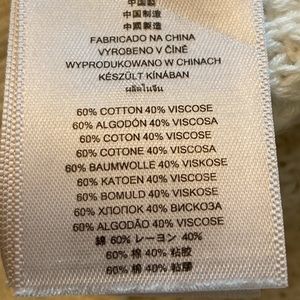 中国製
中国制造
中國製造
FABRICADO NA CHINA
VYROBENO V ČÍNĚ
WYPRODUKOWANO W CHINACH
KÉSZÜLT KÍNÁBAN
ผลิตในจีน
60% COTTON 40% VISCOSE
60% ALGODÓN 40% VISCOSA
60% COTON 40% VISCOSE
60% COTONE 40% VISCOSA
60% BAUMWOLLE 40% VISKOSE
60% KATOEN 40% VISCOSE
60% BOMULD 40% VISKOSE
60% ХЛОПОК 40% ВИСКОЗА
60% ALGODÃO 40% VISCOSE
綿 60% レーヨン 40%
60% 棉 40% 粘胶
60% 棉 40% 粘膠